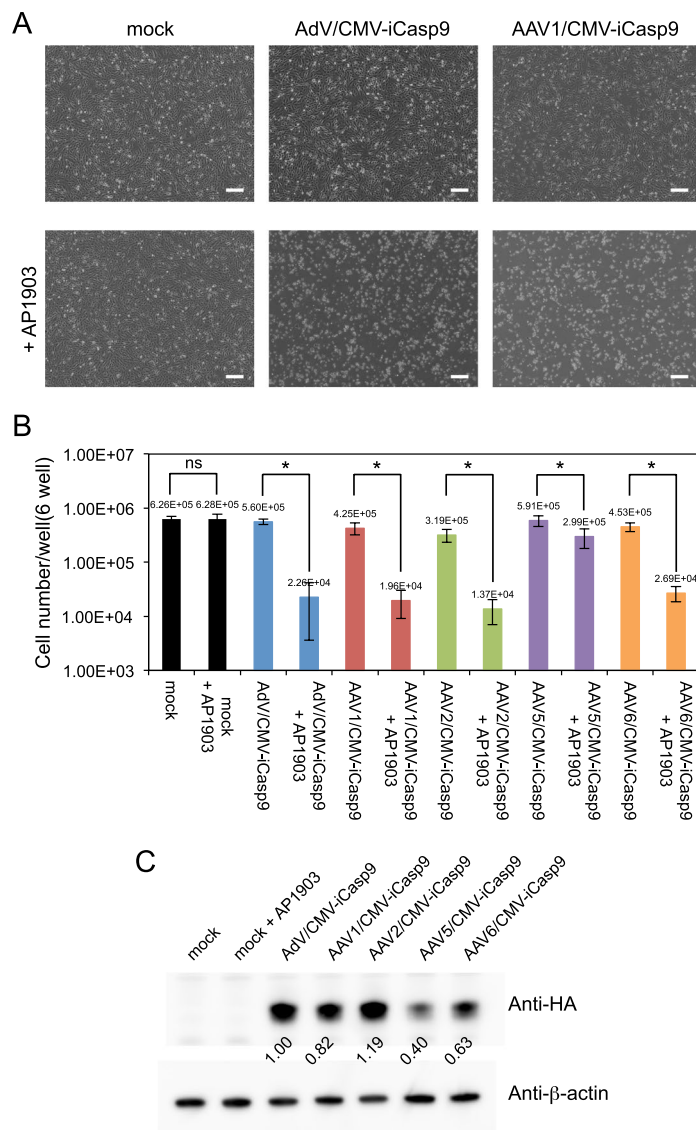 A
mock
AdV/CMV-iCasp9
AAV1/CMV-iCasp9
+ AP1903
B
Cell number/well(6 well)
1.00E+07
1.00E+06
1.00E+05
1.00E+04
1.00E+03
ns
*
*
*
*
*
6.26E+05
6.28E+05
5.60E+05
2.26E+04
4.25E+05
1.96E+04
3.19E+05
1.37E+04
5.91E+05
2.99E+05
4.53E+05
2.69E+04
mock
mock
+ AP1903
AdV/CMV-iCasp9
AdV/CMV-iCasp9
+ AP1903
AAV1/CMV-iCasp9
AAV1/CMV-iCasp9
+ AP1903
AAV2/CMV-iCasp9
AAV2/CMV-iCasp9
+ AP1903
AAV5/CMV-iCasp9
AAV5/CMV-iCasp9
+ AP1903
AAV6/CMV-iCasp9
AAV6/CMV-iCasp9
+ AP1903
C
mock
mock + AP1903
AdV/CMV-iCasp9
AAV1/CMV-iCasp9
AAV2/CMV-iCasp9
AAV5/CMV-iCasp9
AAV6/CMV-iCasp9
Anti-HA
1.00
0.82
1.19
0.40
0.63
Anti-β-actin